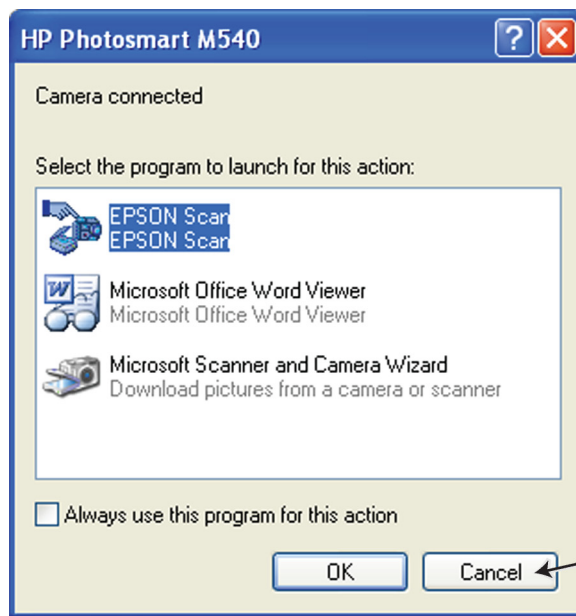 HP Photosmart M540
Camera connected
Select the program to launch for this action:
EPSON Scan
EPSON Scan
Microsoft Office Word Viewer
Microsoft Office Word Viewer
Microsoft Scanner and Camera Wizard
Download pictures from a camera or scanner
Always use this program for this action
OK Cancel